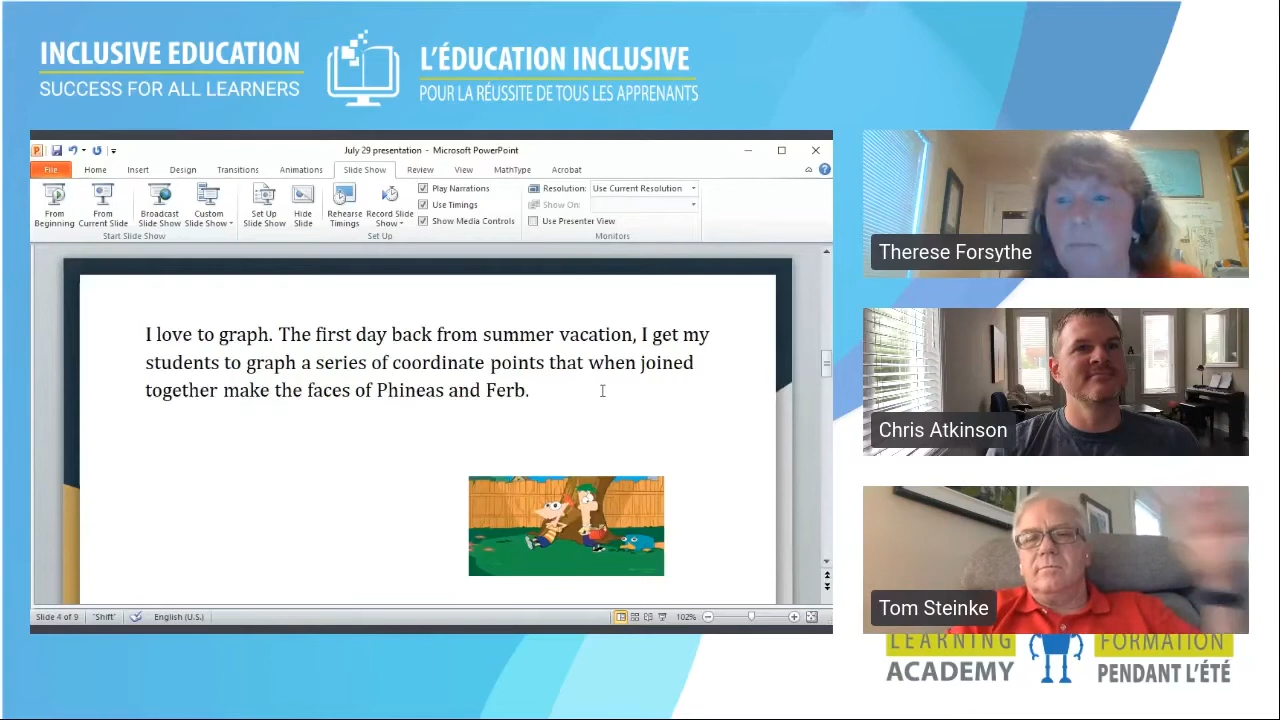 INCLUSIVE EDUCATION
SUCCESS FOR ALL LEARNERS
L'ÉDUCATION INCLUSIVE
POUR LA RÉUSSITE DE TOUS LES APPRENANTS
July 29 presentation - Microsoft PowerPoint
File Home Insert Design Transitions Animations Slide Show Review View MathType Acrobat
From Beginning
From Current Slide
Broadcast Slide Show
Custom Slide Show
Start Slide Show
Set Up Slide Show
Hide Slide
Rehearse Timings
Record Slide Show
Play Narrations
Use Timings
Show Media Controls
Set Up
Resolution: Use Current Resolution
Show On:
Use Presenter View
Monitors
I love to graph. The first day back from summer vacation, I get my
students to graph a series of coordinate points that when joined
together make the faces of Phineas and Ferb.
Slide 4 of 9 "Shift" English (U.S.) 102%
Therese Forsythe
Chris Atkinson
Tom Steinke
LEARNING
ACADEMY
FORMATION
PENDANT L'ÉTÉ